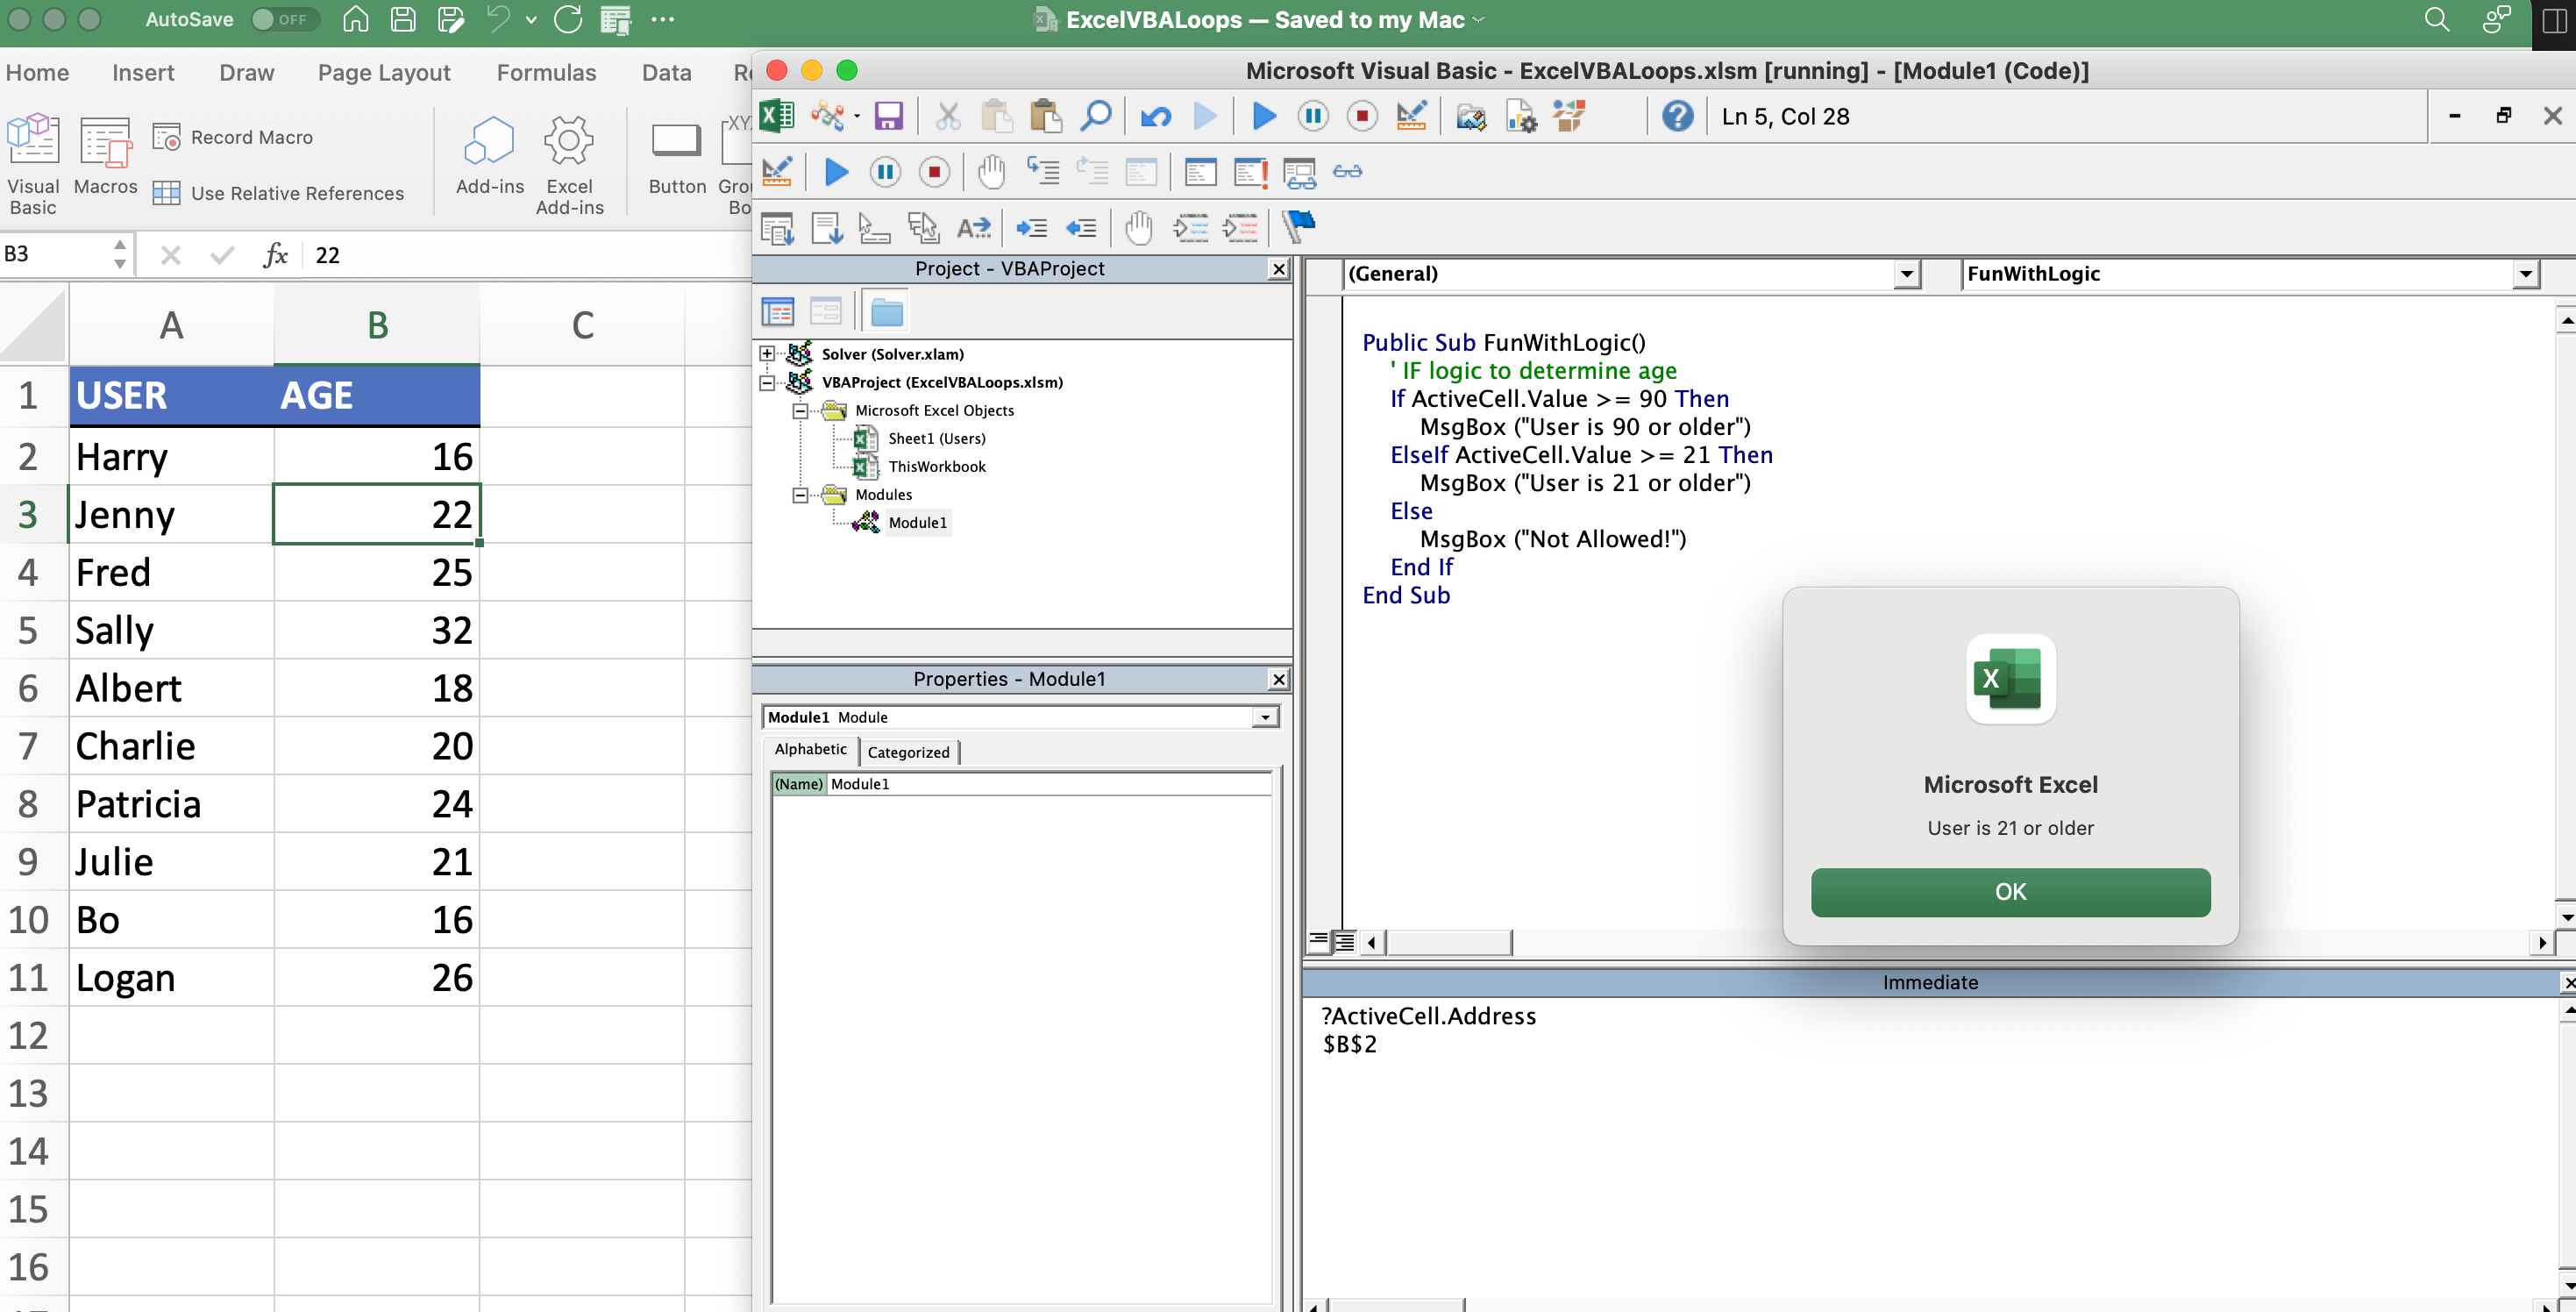 AutoSave OFF
ExcelVBALoops — Saved to my Mac
Home Insert Draw Page Layout Formulas Data
Visual Basic
Macros
Record Macro
Use Relative References
Add-ins
Excel Add-ins
Button
B3
fx 22
A B C
1 USER AGE
2 Harry 16
3 Jenny 22
4 Fred 25
5 Sally 32
6 Albert 18
7 Charlie 20
8 Patricia 24
9 Julie 21
10 Bo 16
11 Logan 26
12
13
14
15
16
Microsoft Visual Basic - ExcelVBALoops.xlsm [running] - [Module1 (Code)]
Ln 5, Col 28
Project - VBAProject
Solver (Solver.xlam)
VBAProject (ExcelVBALoops.xlsm)
Microsoft Excel Objects
Sheet1 (Users)
ThisWorkbook
Modules
Module1
Properties - Module1
Module1 Module
Alphabetic Categorized
(Name) Module1
(General) FunWithLogic
Public Sub FunWithLogic()
' IF logic to determine age
If ActiveCell.Value >= 90 Then
MsgBox ("User is 90 or older")
ElseIf ActiveCell.Value >= 21 Then
MsgBox ("User is 21 or older")
Else
MsgBox ("Not Allowed!")
End If
End Sub
Microsoft Excel
User is 21 or older
OK
Immediate
?ActiveCell.Address
$B$2